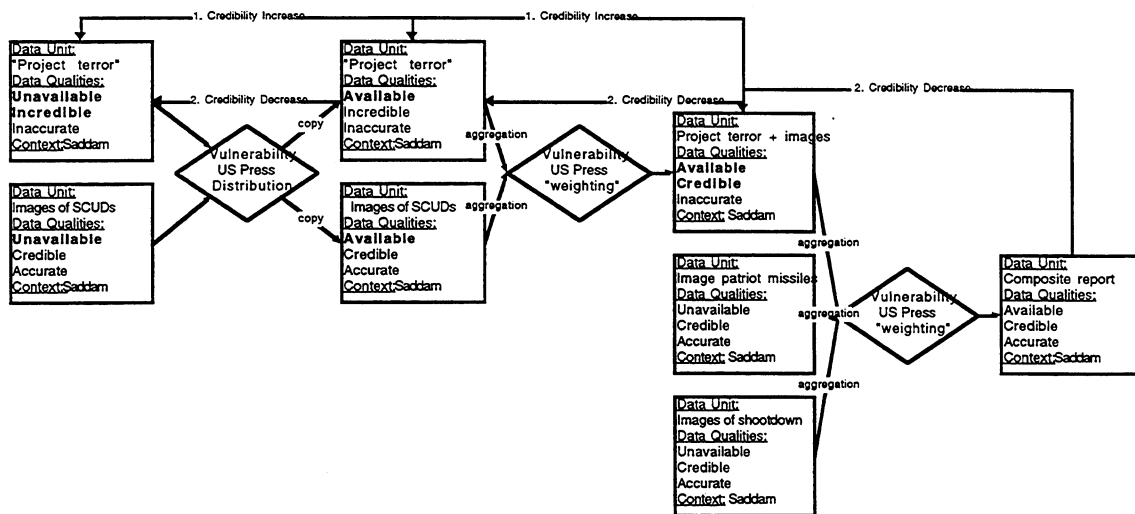 1. Credibility Increase
1. Credibility Increase
Data Unit:
"Project terror"
Data Qualities:
Unavailable
Incredible
Inaccurate
Context:Saddam
2. Credibility Decrease
Data Unit:
"Project terror"
Data Qualities:
Available
Incredible
Inaccurate
Context:Saddam
2. Credibility Decrease
2. Credibility Decrease
copy
Vulnerability
US Press
Distribution
copy
Data Unit:
Images of SCUDs
Data Qualities:
Unavailable
Credible
Accurate
Context:Saddam
Data Unit:
Images of SCUDs
Data Qualities:
Available
Credible
Accurate
Context:Saddam
aggregation
Vulnerability
US Press
"weighting"
aggregation
Data Unit:
Project terror + images
Data Qualities:
Available
Credible
Inaccurate
Context: Saddam
aggregation
Data Unit:
Image patriot missiles
Data Qualities:
Unavailable
Credible
Accurate
Context: Saddam
aggregation
Vulnerability
US Press
"weighting"
aggregation
Data Unit:
Composite report
Data Qualities:
Available
Credible
Accurate
Context:Saddam
Data Unit:
Images of shootdown
Data Qualities:
Unavailable
Credible
Accurate
Context: Saddam